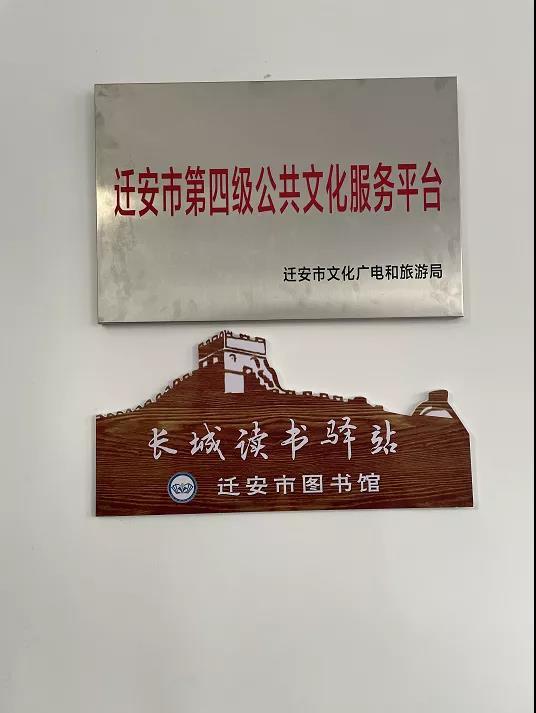 迁安市第四级公共文化服务平台
迁安市文化广电和旅游局
长城读书驿站
迁安市图书馆